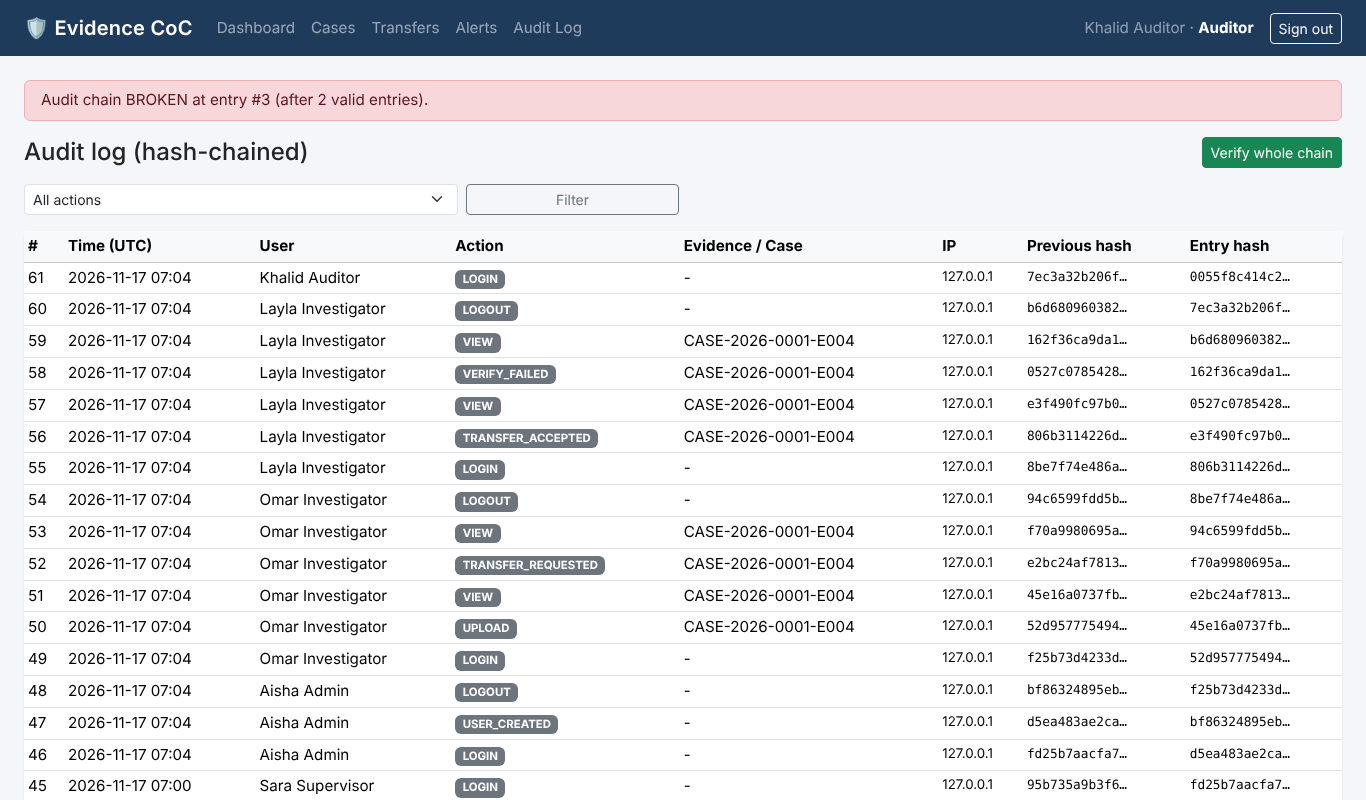 Evidence CoC Dashboard Cases Transfers Alerts Audit Log Khalid Auditor · Auditor Sign out
Audit chain BROKEN at entry #3 (after 2 valid entries).
Audit log (hash-chained) Verify whole chain
All actions Filter
# Time (UTC) User Action Evidence / Case IP Previous hash Entry hash
61 2026-11-17 07:04 Khalid Auditor LOGIN - 127.0.0.1 7ec3a32b206f… 0055f8c414c2…
60 2026-11-17 07:04 Layla Investigator LOGOUT - 127.0.0.1 b6d680960382… 7ec3a32b206f…
59 2026-11-17 07:04 Layla Investigator VIEW CASE-2026-0001-E004 127.0.0.1 162f36ca9da1… b6d680960382…
58 2026-11-17 07:04 Layla Investigator VERIFY_FAILED CASE-2026-0001-E004 127.0.0.1 0527c0785428… 162f36ca9da1…
57 2026-11-17 07:04 Layla Investigator VIEW CASE-2026-0001-E004 127.0.0.1 e3f490fc97b0… 0527c0785428…
56 2026-11-17 07:04 Layla Investigator TRANSFER_ACCEPTED CASE-2026-0001-E004 127.0.0.1 806b3114226d… e3f490fc97b0…
55 2026-11-17 07:04 Layla Investigator LOGIN - 127.0.0.1 8be7f74e486a… 806b3114226d…
54 2026-11-17 07:04 Omar Investigator LOGOUT - 127.0.0.1 94c6599fdd5b… 8be7f74e486a…
53 2026-11-17 07:04 Omar Investigator VIEW CASE-2026-0001-E004 127.0.0.1 f70a9980695a… 94c6599fdd5b…
52 2026-11-17 07:04 Omar Investigator TRANSFER_REQUESTED CASE-2026-0001-E004 127.0.0.1 e2bc24af7813… f70a9980695a…
51 2026-11-17 07:04 Omar Investigator VIEW CASE-2026-0001-E004 127.0.0.1 45e16a0737fb… e2bc24af7813…
50 2026-11-17 07:04 Omar Investigator UPLOAD CASE-2026-0001-E004 127.0.0.1 52d957775494… 45e16a0737fb…
49 2026-11-17 07:04 Omar Investigator LOGIN - 127.0.0.1 f25b73d4233d… 52d957775494…
48 2026-11-17 07:04 Aisha Admin LOGOUT - 127.0.0.1 bf86324895eb… f25b73d4233d…
47 2026-11-17 07:04 Aisha Admin USER_CREATED - 127.0.0.1 d5ea483ae2ca… bf86324895eb…
46 2026-11-17 07:04 Aisha Admin LOGIN - 127.0.0.1 fd25b7aacfa7… d5ea483ae2ca…
45 2026-11-17 07:00 Sara Supervisor LOGIN - 127.0.0.1 95b735a9b3f6… fd25b7aacfa7…